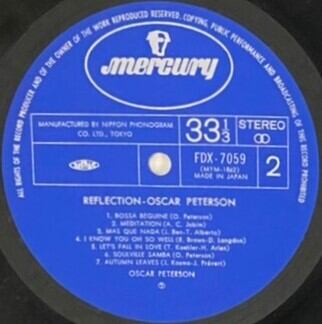 ALL RIGHTS OF THE RECORD PRODUCER AND OF THE OWNER OF THE WORK REPRODUCED RESERVED. COPYING, PUBLIC PERFORMANCE AND BROADCASTING OF THIS RECORD PROHIBITED
mercury
MANUFACTURED BY NIPPON PHONOGRAM
CO. LTD., TOKYO
33 1/3
STEREO
FDX-7059
(MYM-182)
MADE IN JAPAN
2
REFLECTION-OSCAR PETERSON
1. BOSSA BEGUINE (O. Peterson)
2. MEDITATION (A. C. Jobim)
3. MAS QUE NADA (J. Ben-T. Alberto)
4. I KNOW YOU OH SO WELL (E. Brown-D. Langdon)
5. LET'S FALL IN LOVE (T. Koehler-H. Arlen)
6. SOULVILLE SAMBA (O. Peterson)
7. AUTUMN LEAVES (J. Kosma-J. Prévert)
OSCAR PETERSON